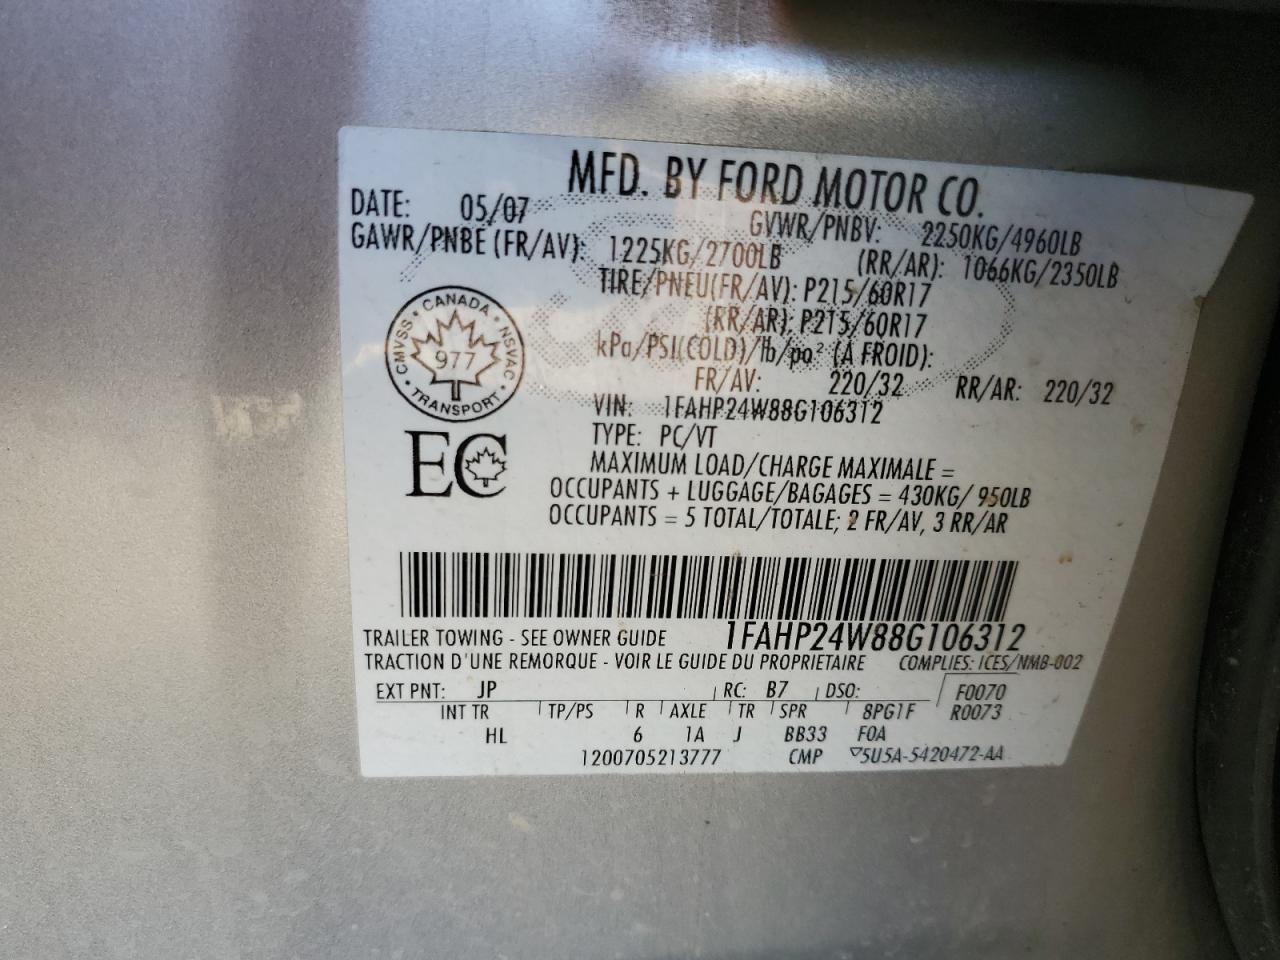 MFD. BY FORD MOTOR CO.
DATE: 05/07 GVWR/PNBV: 2250KG/4960LB
GAWR/PNBE (FR/AV): 1225KG/2700LB (RR/AR): 1066KG/2350LB
TIRE/PNEU(FR/AV): P215/60R17
(RR/AR): P215/60R17
kPa/PSI(COLD)/lb/po² (A FROID):
FR/AV: 220/32 RR/AR: 220/32
CANADA · NSVAC · TRANSPORT · CMVSS ·
977
VIN: 1FAHP24W88G106312
TYPE: PC/VT
EC
MAXIMUM LOAD/CHARGE MAXIMALE =
OCCUPANTS + LUGGAGE/BAGAGES = 430KG/ 950LB
OCCUPANTS = 5 TOTAL/TOTALE; 2 FR/AV, 3 RR/AR
TRAILER TOWING - SEE OWNER GUIDE 1FAHP24W88G106312
TRACTION D'UNE REMORQUE - VOIR LE GUIDE DU PROPRIETAIRE COMPLIES: ICES/NMB-002
EXT PNT: JP RC: B7 DSO: F0070
INT TR TP/PS R AXLE TR SPR 8PG1F R0073
HL 6 1A J BB33 FOA
1200705213777 CMP ▽5U5A-5420472-AA